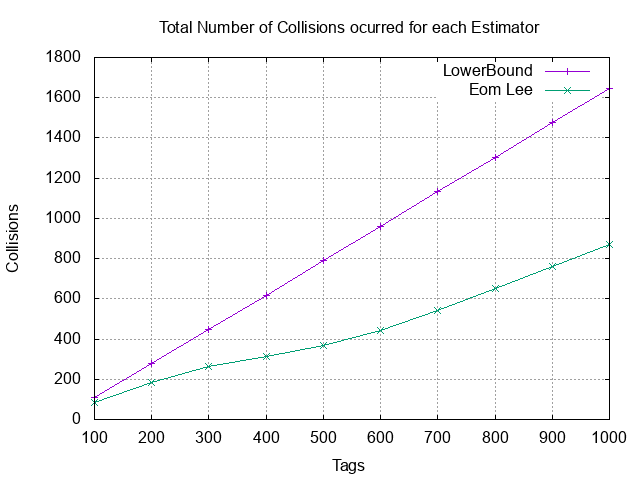 Total Number of Collisions ocurred for each Estimator
1800
1600
1400
1200
1000
800
600
400
200
0
Collisions
LowerBound
Eom Lee
100 200 300 400 500 600 700 800 900 1000
Tags